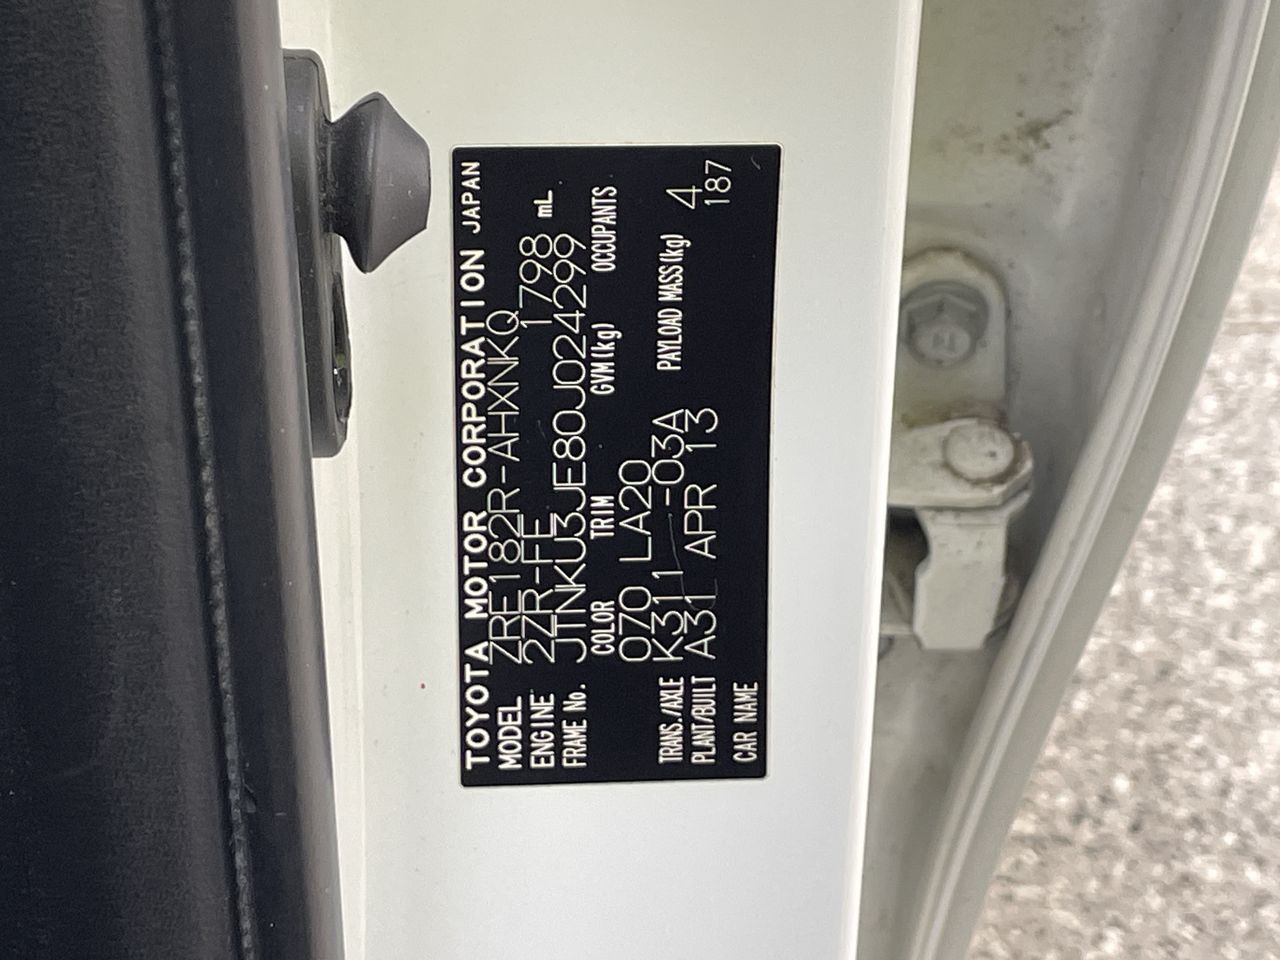 TOYOTA MOTOR CORPORATION JAPAN
MODEL ZRE182R-AHXNKQ
ENGINE 2ZR-FE 1798 mL
FRAME No. JTNKU3JE80J024299
COLOR TRIM GVM(kg) OCCUPANTS
070 LA20
TRANS./AXLE K311 -03A PAYLOAD MASS(kg) 4
PLANT/BUILT A31 APR 13 187
CAR NAME